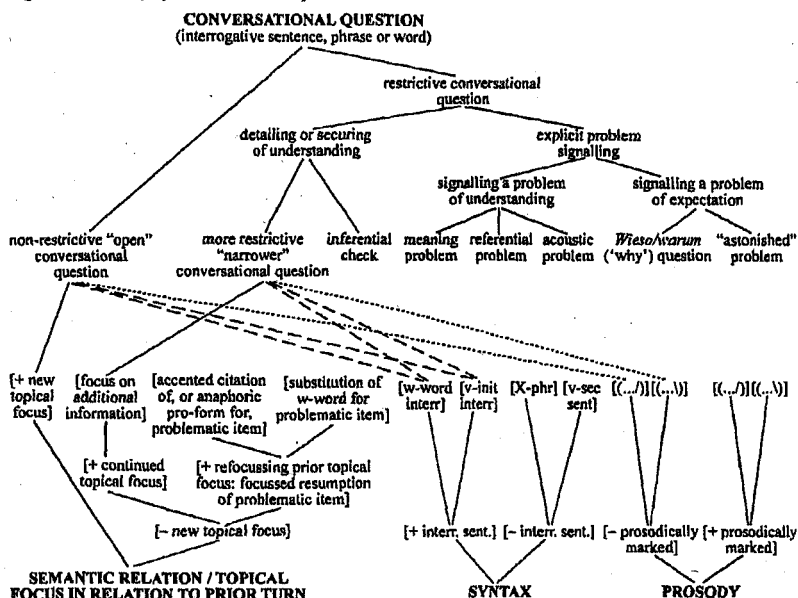 CONVERSATIONAL QUESTION
(interrogative sentence, phrase or word)
restrictive conversational
question
detailing or securing
of understanding
explicit problem
signalling
signalling a problem
of understanding
signalling a problem
of expectation
non-restrictive "open"
conversational
question
more restrictive
"narrower"
conversational question
inferential
check
meaning
problem
referential
problem
acoustic
problem
Wieso/warum
('why') question
"astonished"
problem
[+ new
topical
focus]
[focus on
additional
information]
[accented citation
of, or anaphoric
pro-form for,
problematic item]
[substitution of
w-word for
problematic item]
[w-word
interr]
[v-init
interr]
[X-phr]
[v-sec
sent]
[(.../)][(...\)]
[(.../)][(...\)]
[+ continued
topical focus]
[+ refocussing prior topical
focus: focussed resumption
of problematic item]
[– new topical focus]
[+ interr. sent.]
[– interr. sent.]
[– prosodically
marked]
[+ prosodically
marked]
SEMANTIC RELATION / TOPICAL
FOCUS IN RELATION TO PRIOR TURN
SYNTAX
PROSODY